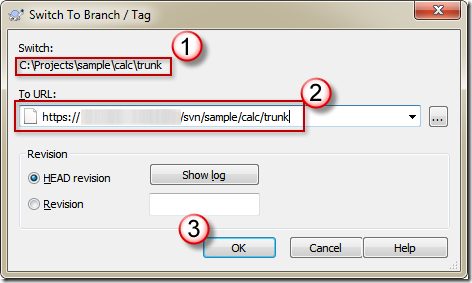 Switch To Branch / Tag
Switch:
1
C:\Projects\sample\calc\trunk
To URL:
2
https:// /svn/sample/calc/trunk
...
Revision
HEAD revision
Show log
Revision
3
OK Cancel Help